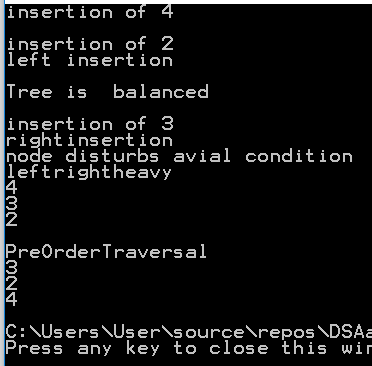 insertion of 4
insertion of 2
left insertion
Tree is  balanced
insertion of 3
rightinsertion
node disturbs avial condition
leftrightheavy
4
3
2
PreOrderTraversal
3
2
4
C:\Users\User\source\repos\DSAa
Press any key to close this wi